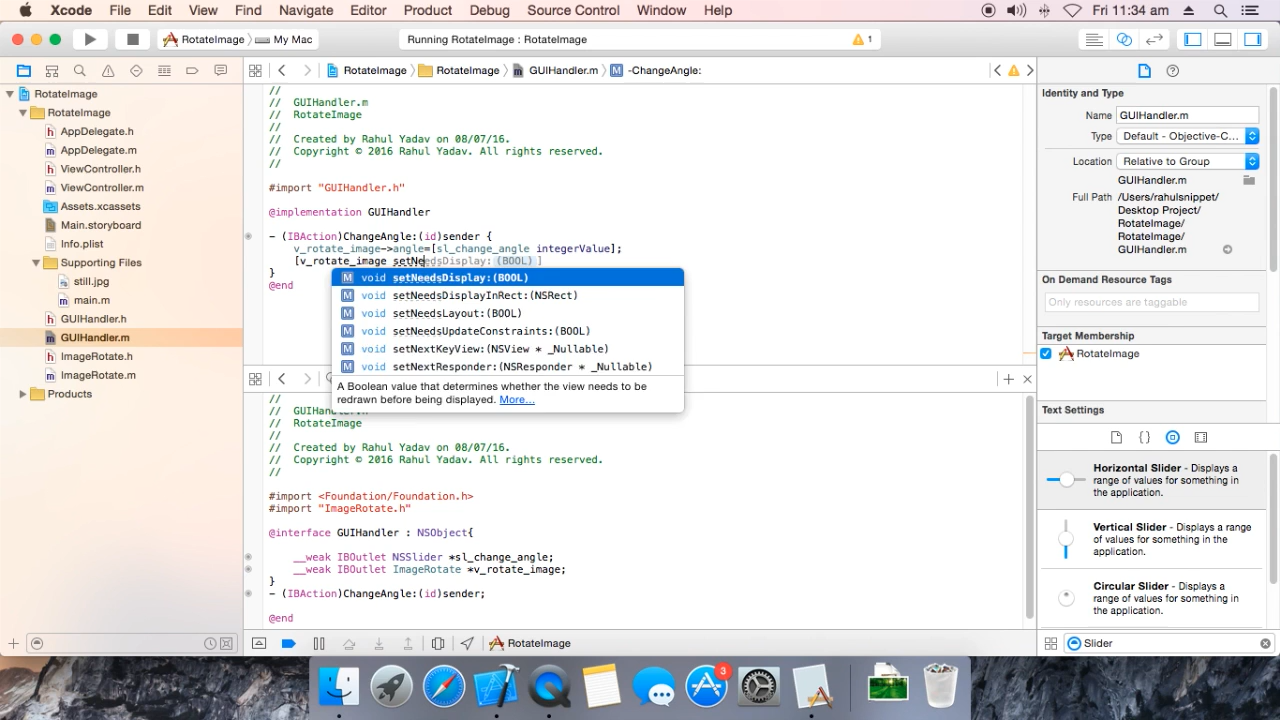 Xcode File Edit View Find Navigate Editor Product Debug Source Control Window Help Fri 11:34 am
RotateImage My Mac Running RotateImage : RotateImage 1
RotateImage RotateImage GUIHandler.m -ChangeAngle:
RotateImage
RotateImage
AppDelegate.h
AppDelegate.m
ViewController.h
ViewController.m
Assets.xcassets
Main.storyboard
Info.plist
Supporting Files
still.jpg
main.m
GUIHandler.h
GUIHandler.m
ImageRotate.h
ImageRotate.m
Products
//
// GUIHandler.m
// RotateImage
//
// Created by Rahul Yadav on 08/07/16.
// Copyright © 2016 Rahul Yadav. All rights reserved.
//
#import "GUIHandler.h"
@implementation GUIHandler
- (IBAction)ChangeAngle:(id)sender {
v_rotate_image->angle=[sl_change_angle integerValue];
[v_rotate_image setNeedsDisplay:(BOOL)]
}
@end
M void setNeedsDisplay:(BOOL)
M void setNeedsDisplayInRect:(NSRect)
M void setNeedsLayout:(BOOL)
M void setNeedsUpdateConstraints:(BOOL)
M void setNextKeyView:(NSView * _Nullable)
M void setNextResponder:(NSResponder * _Nullable)
A Boolean value that determines whether the view needs to be
redrawn before being displayed. More...
//
// GUIHandler.h
// RotateImage
//
// Created by Rahul Yadav on 08/07/16.
// Copyright © 2016 Rahul Yadav. All rights reserved.
//
#import <Foundation/Foundation.h>
#import "ImageRotate.h"
@interface GUIHandler : NSObject{
__weak IBOutlet NSSlider *sl_change_angle;
__weak IBOutlet ImageRotate *v_rotate_image;
}
- (IBAction)ChangeAngle:(id)sender;
@end
RotateImage
Identity and Type
Name GUIHandler.m
Type Default - Objective-C...
Location Relative to Group
GUIHandler.m
Full Path /Users/rahulsnippet/
Desktop Project/
RotateImage/
RotateImage/
GUIHandler.m
On Demand Resource Tags
Only resources are taggable
Target Membership
RotateImage
Text Settings
Horizontal Slider - Displays a
range of values for something in
the application.
Vertical Slider - Displays a range
of values for something in the
application.
Circular Slider - Displays a
range of values for something in
the application.
Slider
3